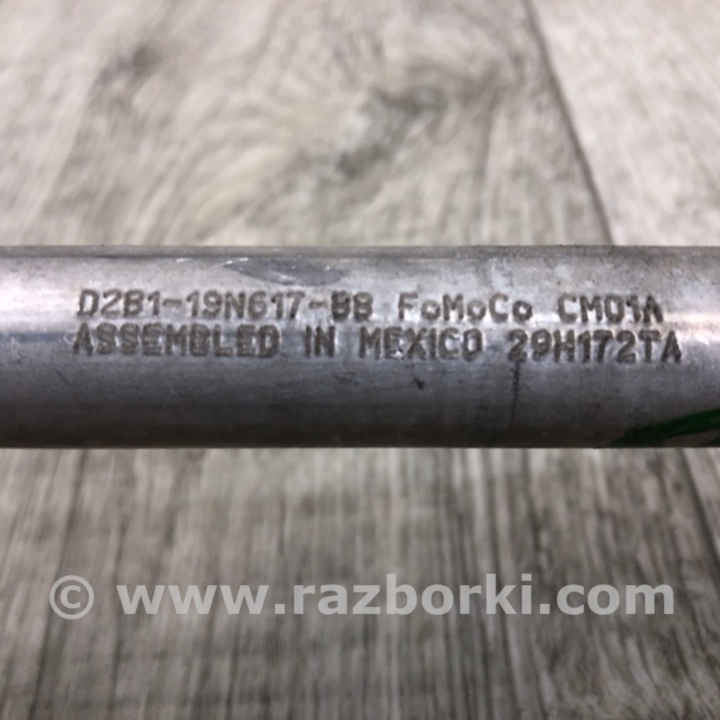 D2B1-19N617-BB FoMoCo CM01A
ASSEMBLED IN MEXICO 29H172TA
© www.razborki.com